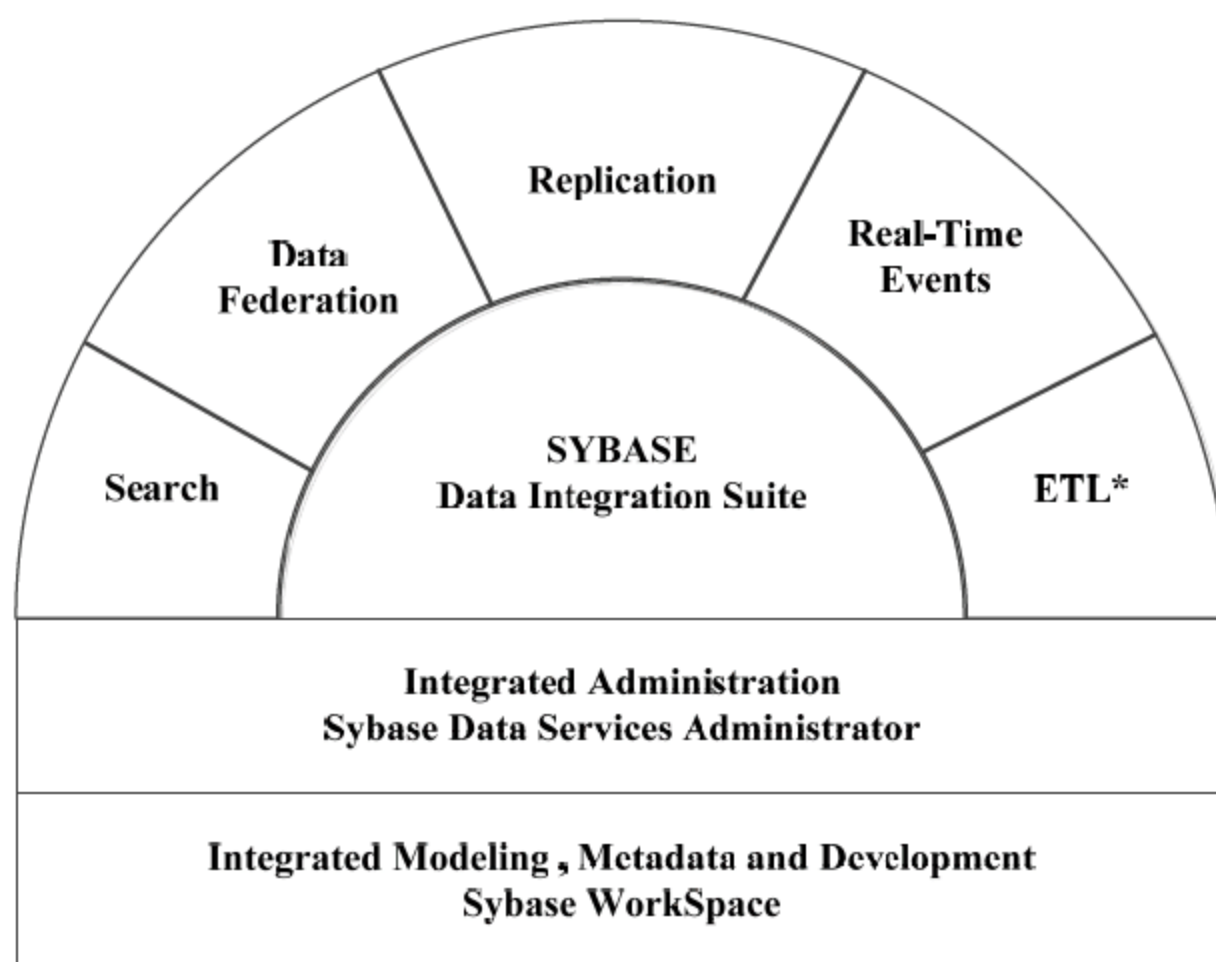 Replication
Real-Time
Events
Data
Federation
SYBASE
Data Integration Suite
Search
ETL*
Integrated Administration
Sybase Data Services Administrator
Integrated Modeling , Metadata and Development
Sybase WorkSpace